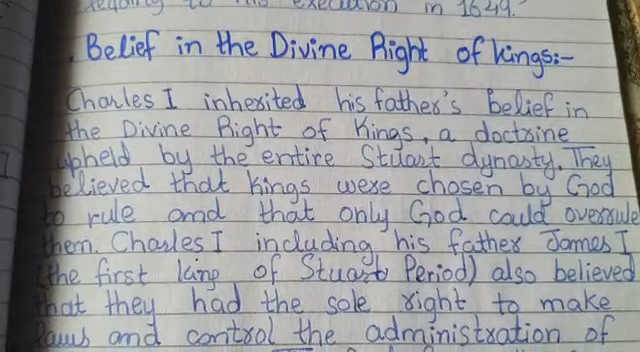 leading to his execution in 1649.
Belief in the Divine Right of Kings:-
Charles I inherited his father's belief in
the Divine Right of Kings, a doctrine
upheld by the entire Stuart dynasty. They
believed that kings were chosen by God
to rule and that only God could overrule
them. Charles I including his father James I
(the first king of Stuart Period) also believed
that they had the sole right to make
laws and control the administration of